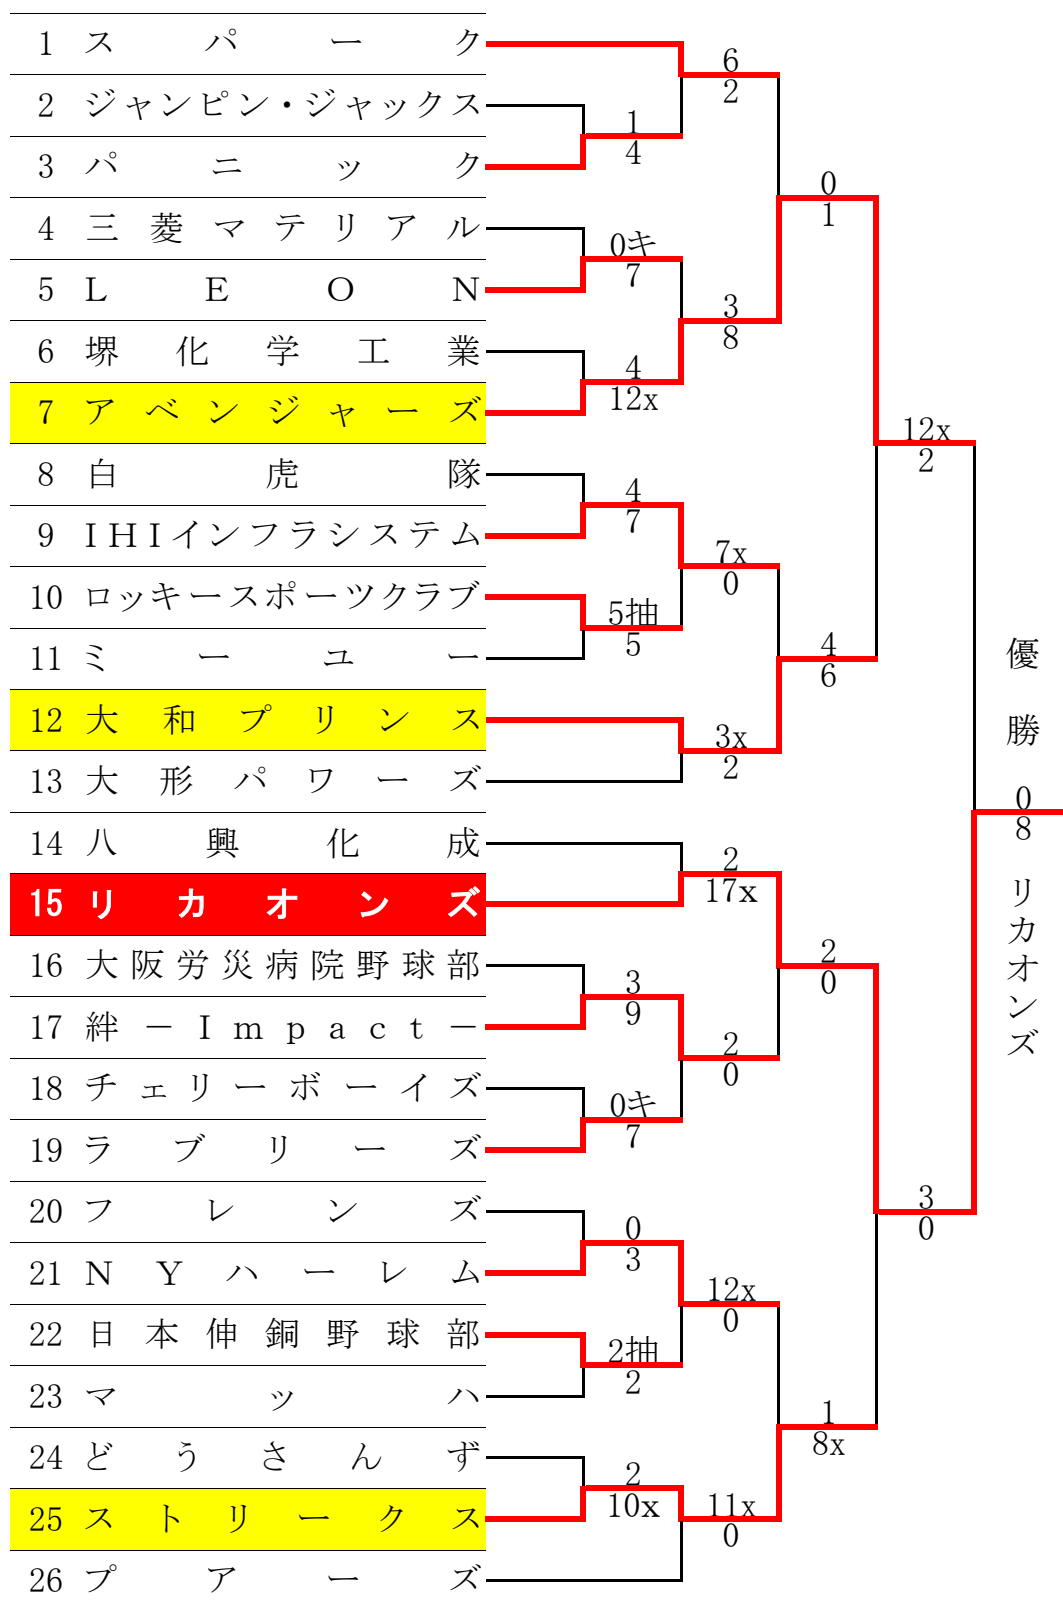 1 スパーク
2 ジャンピン・ジャックス
3 パニック
4 三菱マテリアル
5 LEON
6 堺化学工業
7 アベンジャーズ
8 白虎隊
9 IHIインフラシステム
10 ロッキースポーツクラブ
11 ミーユー
12 大和プリンス
13 大形パワーズ
14 八興化成
15 リカオンズ
16 大阪労災病院野球部
17 絆－Impact－
18 チェリーボーイズ
19 ラブリーズ
20 フレンズ
21 NYハーレム
22 日本伸銅野球部
23 マッハ
24 どうさんず
25 ストリークス
26 プアーズ
1
4
0キ
7
4
12x
4
7
5抽
5
3
9
0キ
7
0
3
2抽
2
2
10x
6
2
3
8
7x
0
3x
2
2
17x
2
0
12x
0
11x
0
0
1
4
6
2
0
1
8x
12x
2
3
0
優勝
0
8
リカオンズ